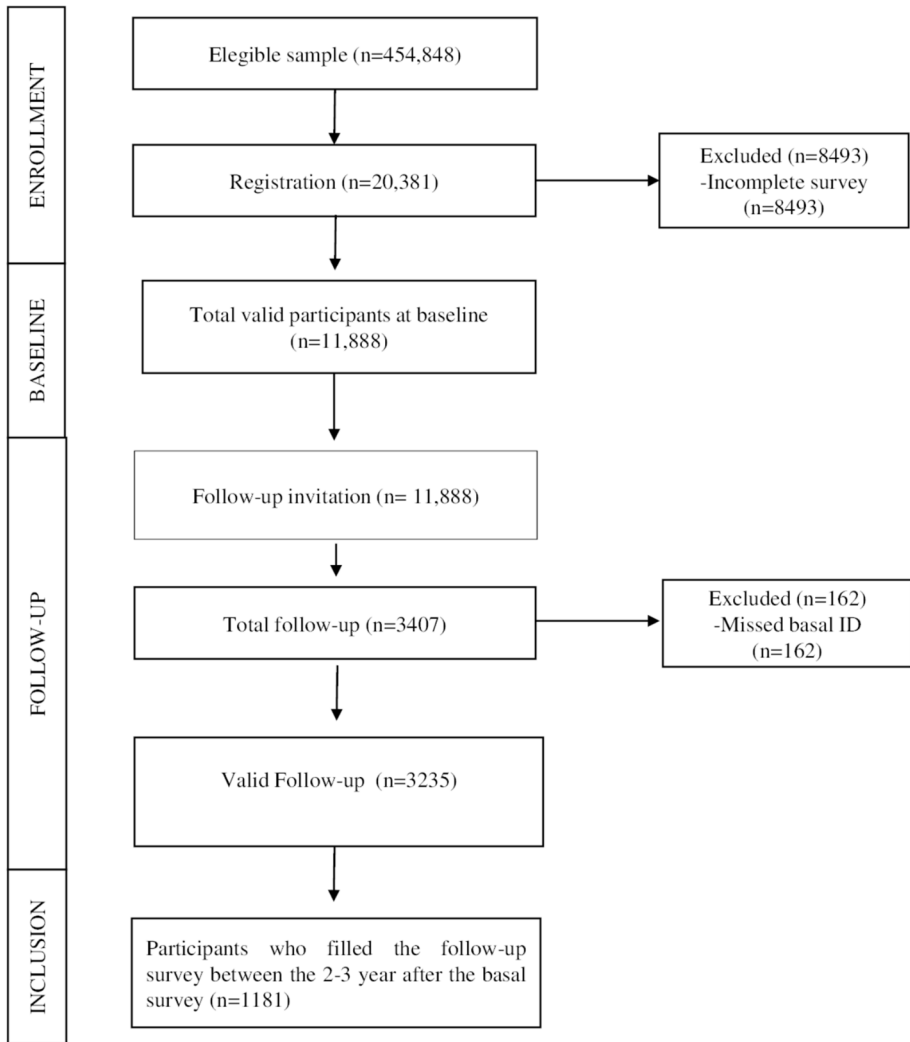 ENROLLMENT
Elegible sample (n=454,848)
Registration (n=20,381)
Excluded (n=8493)
-Incomplete survey
(n=8493)
BASELINE
Total valid participants at baseline
(n=11,888)
FOLLOW-UP
Follow-up invitation (n= 11,888)
Total follow-up (n=3407)
Excluded (n=162)
-Missed basal ID
(n=162)
Valid Follow-up (n=3235)
INCLUSION
Participants who filled the follow-up
survey between the 2-3 year after the basal
survey (n=1181)